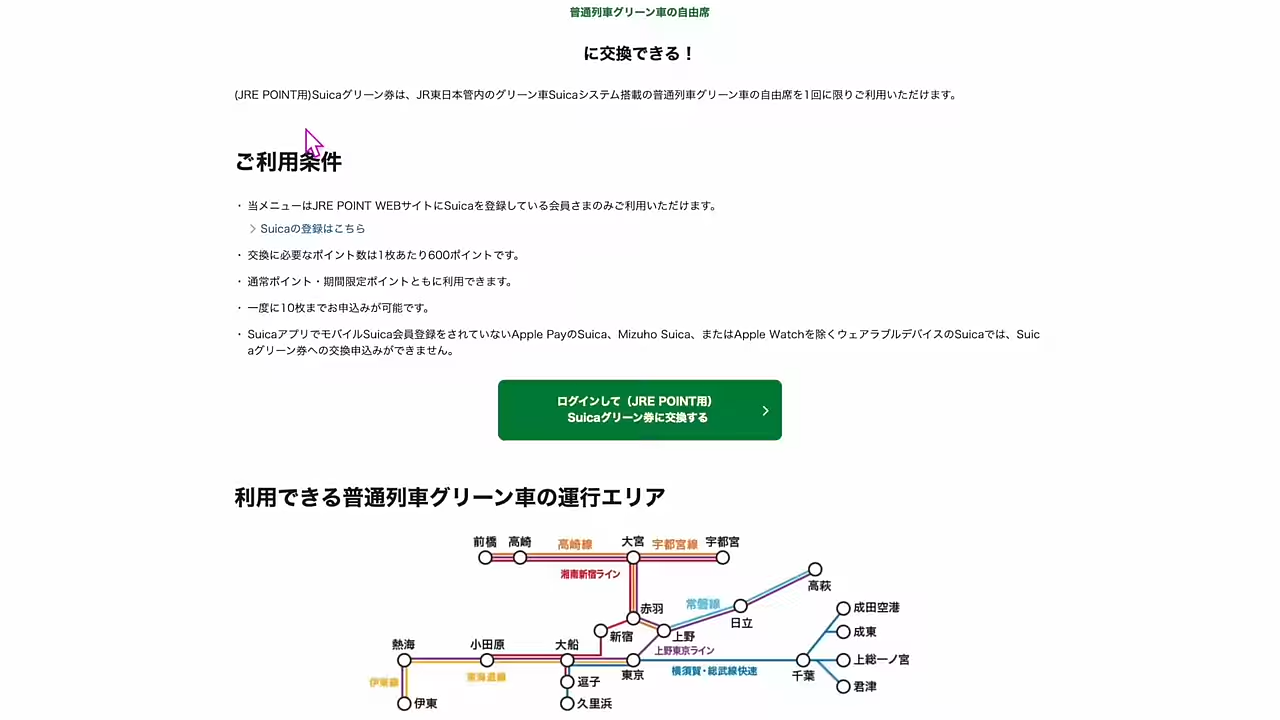 普通列車グリーン車の自由席
に交換できる！
(JRE POINT用)Suicaグリーン券は、JR東日本管内のグリーン車Suicaシステム搭載の普通列車グリーン車の自由席を1回に限りご利用いただけます。
ご利用条件
・ 当メニューはJRE POINT WEBサイトにSuicaを登録している会員さまのみご利用いただけます。
Suicaの登録はこちら
・ 交換に必要なポイント数は1枚あたり600ポイントです。
・ 通常ポイント・期間限定ポイントともに利用できます。
・ 一度に10枚までお申込みが可能です。
・ SuicaアプリでモバイルSuica会員登録をされていないApple PayのSuica、Mizuho Suica、またはApple Watchを除くウェアラブルデバイスのSuicaでは、Suic
aグリーン券への交換申込みができません。
ログインして（JRE POINT用）
Suicaグリーン券に交換する
利用できる普通列車グリーン車の運行エリア
前橋 高崎 高崎線 大宮 宇都宮線 宇都宮
湘南新宿ライン
高萩
赤羽 常磐線
日立
成田空港
新宿 上野
成東
熱海 小田原 大船
上野東京ライン
上総一ノ宮
東京 横須賀・総武線快速 千葉
伊東線 東海道線 逗子
君津
伊東 久里浜